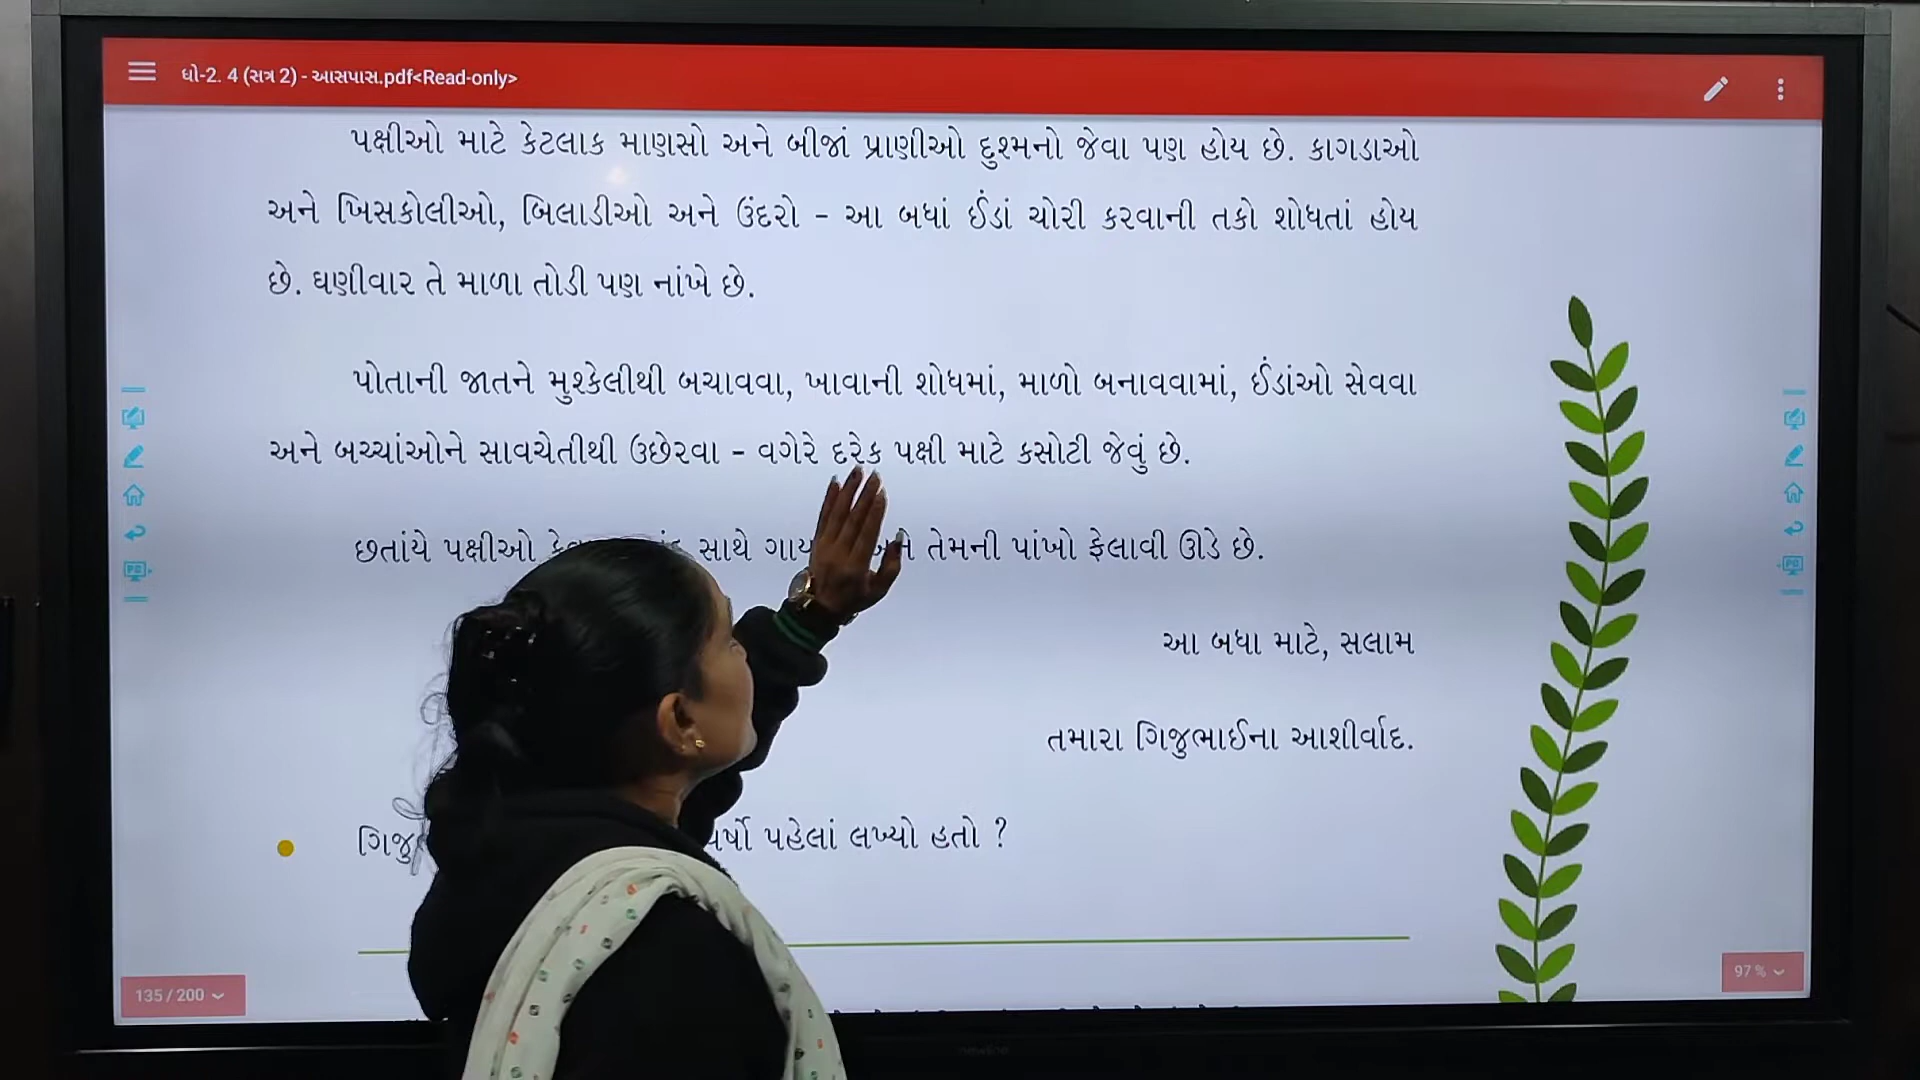 ધો-2. 4 (સત્ર 2) - આસપાસ.pdf<Read-only>
પક્ષીઓ માટે કેટલાક માણસો અને બીજાં પ્રાણીઓ દુશ્મનો જેવા પણ હોય છે. કાગડાઓ
અને ખિસકોલીઓ, બિલાડીઓ અને ઉંદરો - આ બધાં ઈંડાં ચોરી કરવાની તકો શોધતાં હોય
છે. ઘણીવાર તે માળા તોડી પણ નાંખે છે.
પોતાની જાતને મુશ્કેલીથી બચાવવા, ખાવાની શોધમાં, માળો બનાવવામાં, ઈંડાંઓ સેવવા
અને બચ્ચાંઓને સાવચેતીથી ઉછેરવા - વગેરે દરેક પક્ષી માટે કસોટી જેવું છે.
છતાંયે પક્ષીઓ સાથે અને તેમની પાંખો ફેલાવી ઊડે છે.
આ બધા માટે, સલામ
તમારા ગિજુભાઈના આશીર્વાદ.
વર્ષો પહેલાં લખ્યો હતો ?
135 / 200
97 %